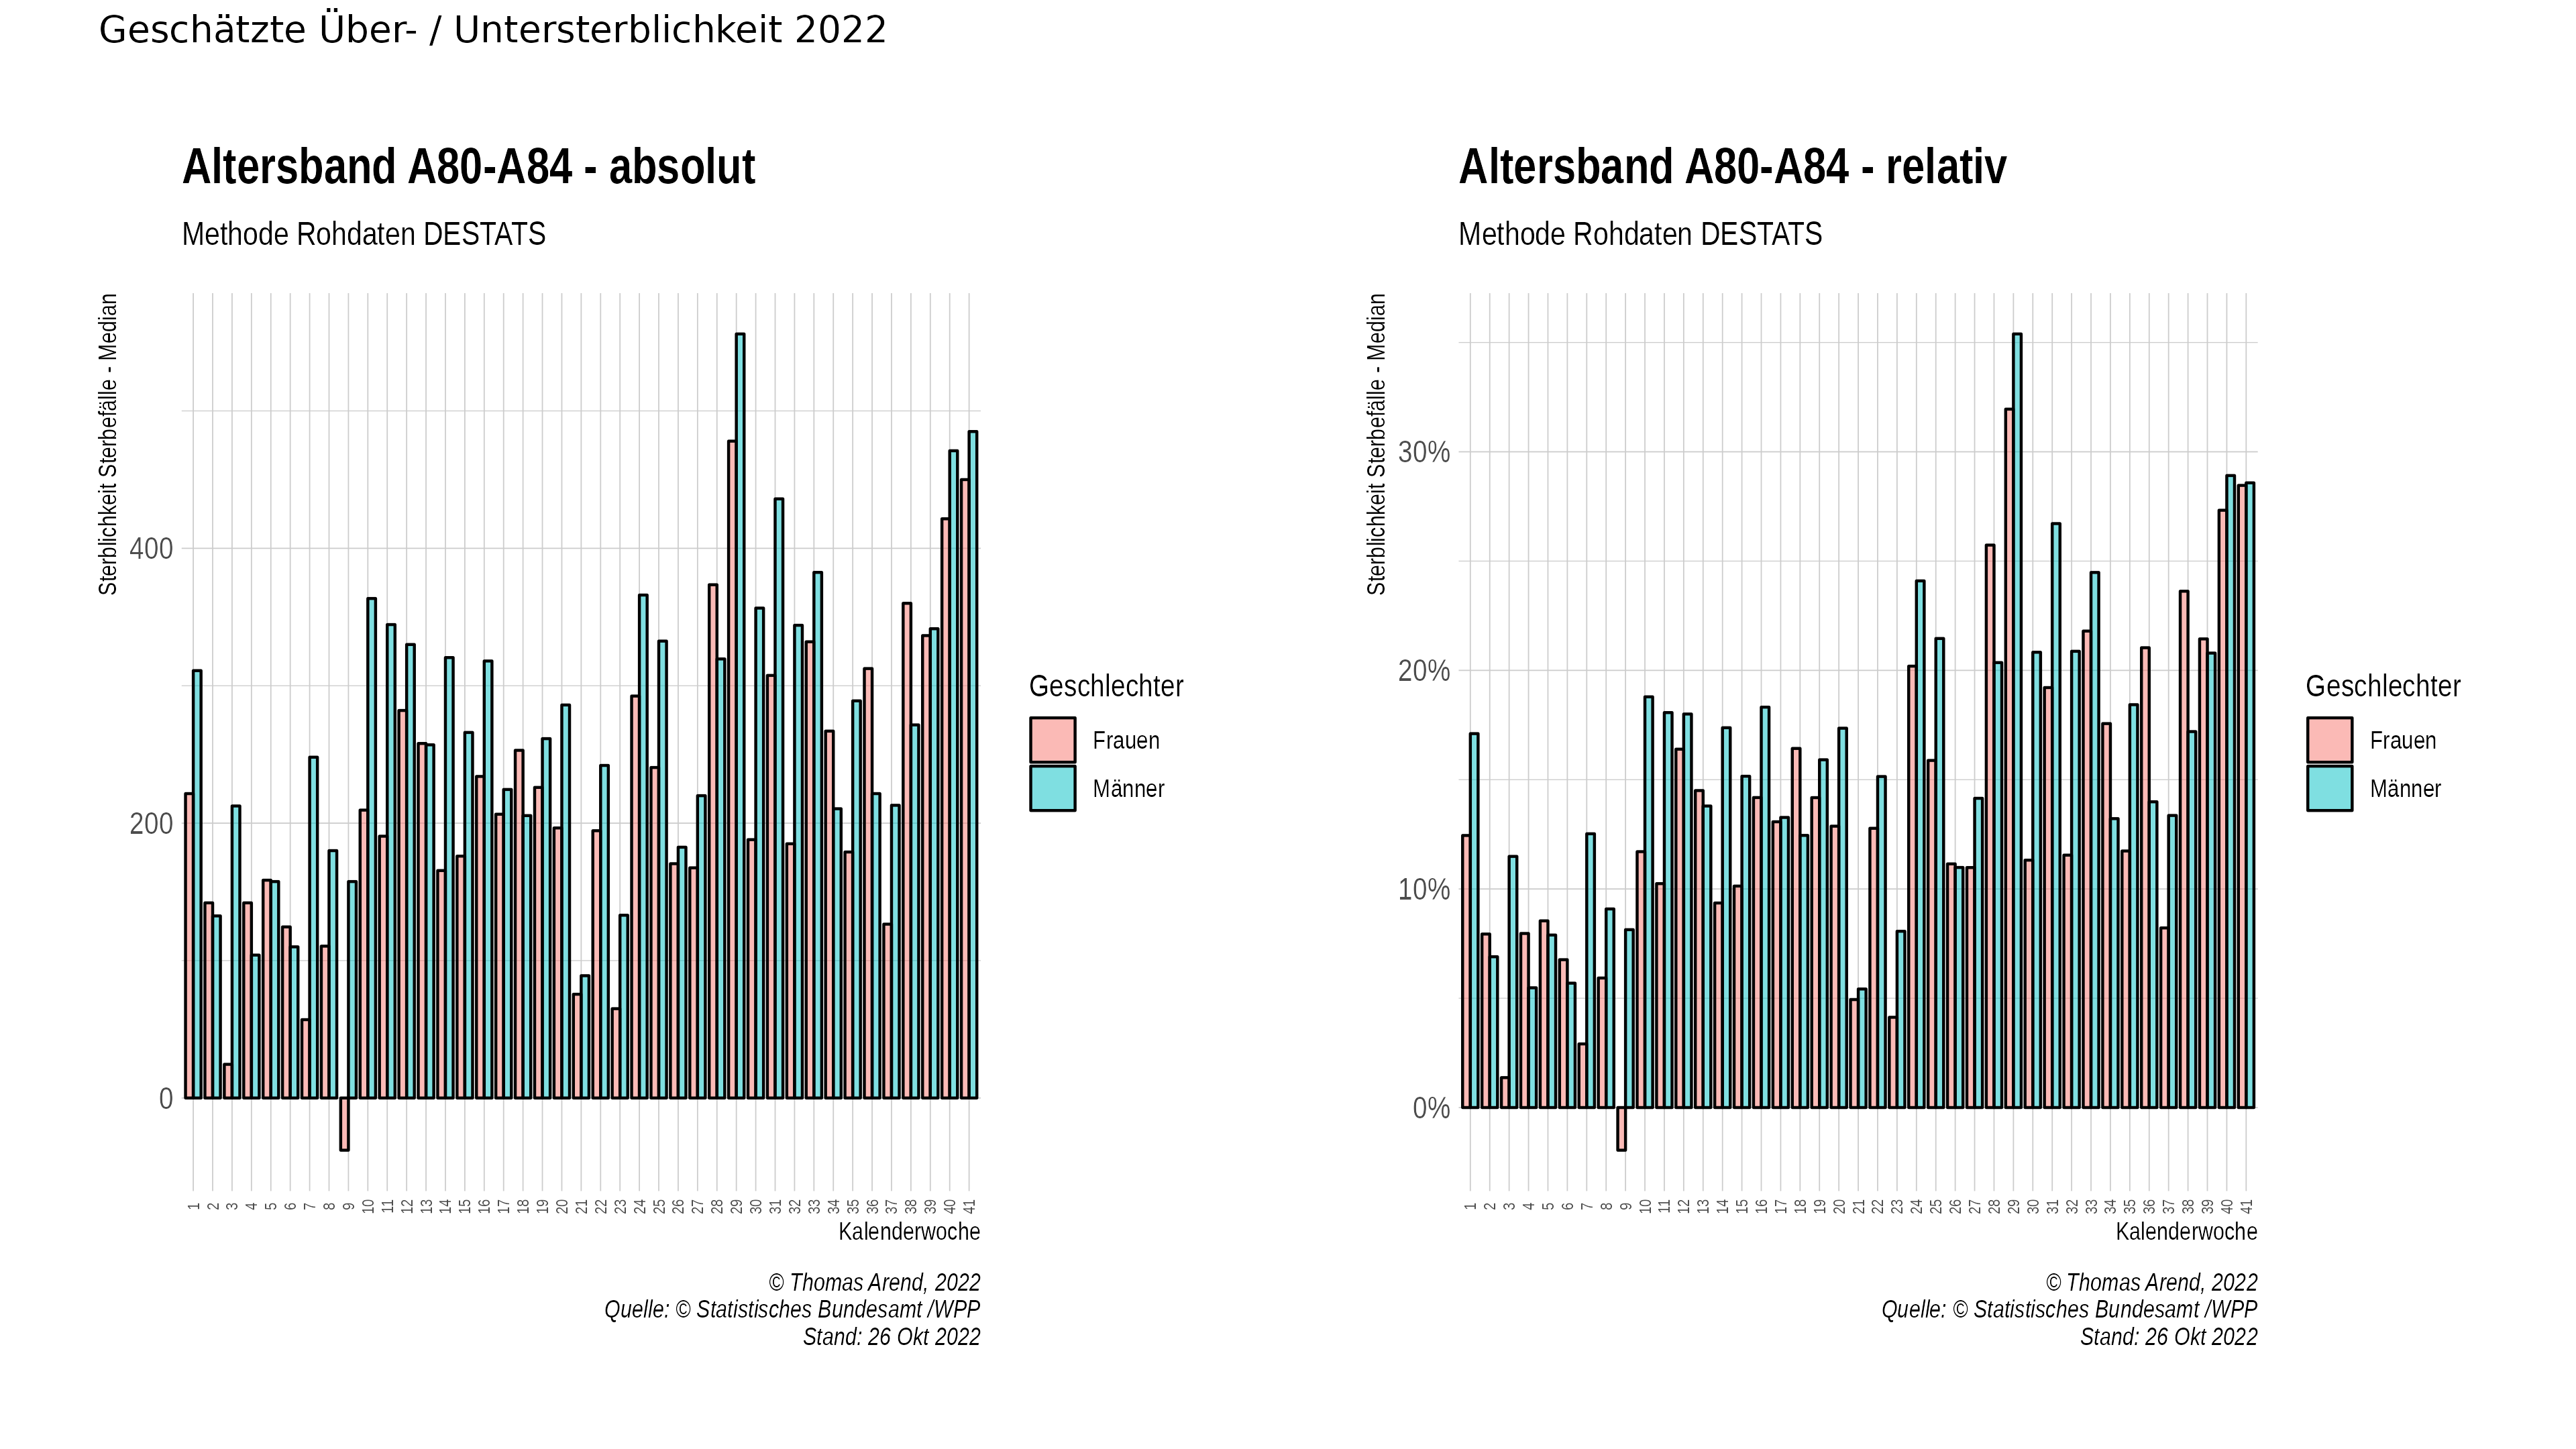 Geschätzte Über- / Untersterblichkeit 2022
Altersband A80-A84 - absolut
Methode Rohdaten DESTATS
Sterblichkeit Sterbefälle - Median
400
200
0
1 2 3 4 5 6 7 8 9 10 11 12 13 14 15 16 17 18 19 20 21 22 23 24 25 26 27 28 29 30 31 32 33 34 35 36 37 38 39 40 41
Kalenderwoche
Geschlechter
Frauen
Männer
© Thomas Arend, 2022
Quelle: © Statistisches Bundesamt /WPP
Stand: 26 Okt 2022
Altersband A80-A84 - relativ
Methode Rohdaten DESTATS
Sterblichkeit Sterbefälle - Median
30%
20%
10%
0%
1 2 3 4 5 6 7 8 9 10 11 12 13 14 15 16 17 18 19 20 21 22 23 24 25 26 27 28 29 30 31 32 33 34 35 36 37 38 39 40 41
Kalenderwoche
Geschlechter
Frauen
Männer
© Thomas Arend, 2022
Quelle: © Statistisches Bundesamt /WPP
Stand: 26 Okt 2022